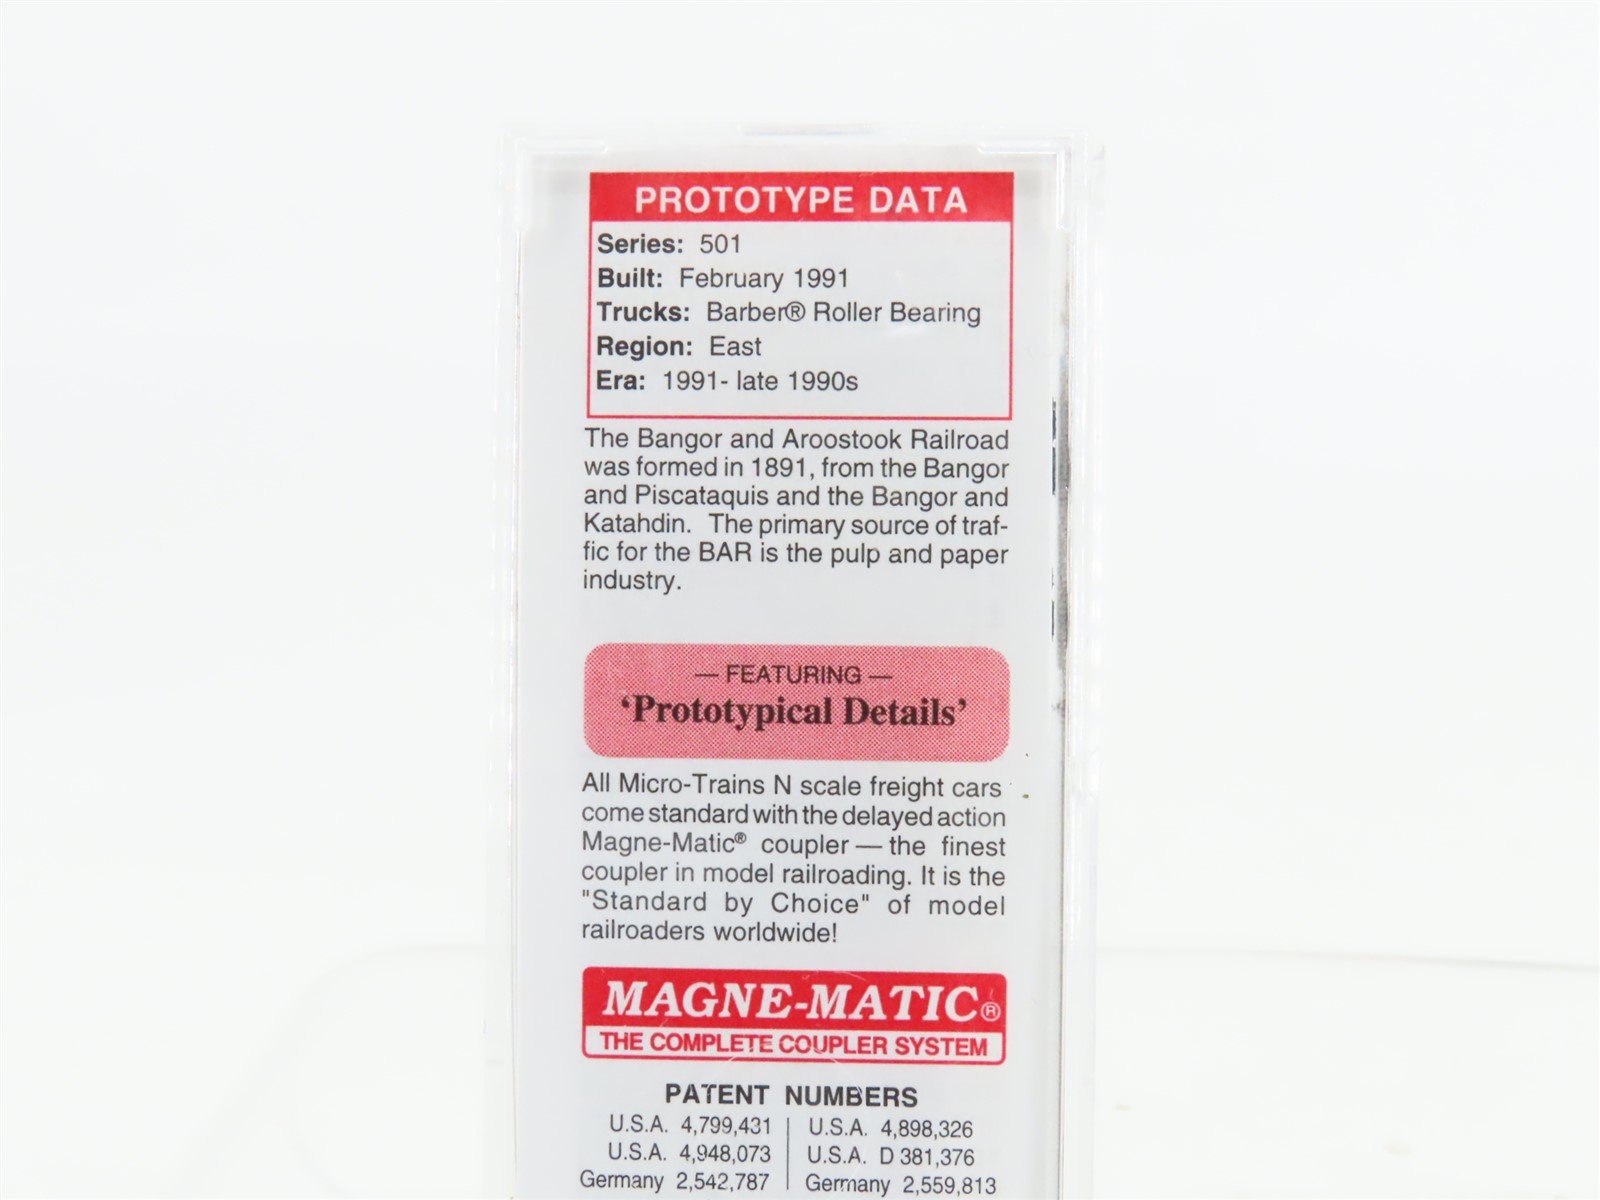 PROTOTYPE DATA
Series: 501
Built: February 1991
Trucks: Barber® Roller Bearing
Region: East
Era: 1991- late 1990s
The Bangor and Aroostook Railroad
was formed in 1891, from the Bangor
and Piscataquis and the Bangor and
Katahdin. The primary source of traf-
fic for the BAR is the pulp and paper
industry.
— FEATURING —
'Prototypical Details'
All Micro-Trains N scale freight cars
come standard with the delayed action
Magne-Matic® coupler — the finest
coupler in model railroading. It is the
"Standard by Choice" of model
railroaders worldwide!
MAGNE-MATIC®
THE COMPLETE COUPLER SYSTEM
PATENT NUMBERS
U.S.A. 4,799,431 | U.S.A. 4,898,326
U.S.A. 4,948,073 | U.S.A. D 381,376
Germany 2,542,787 | Germany 2,559,813